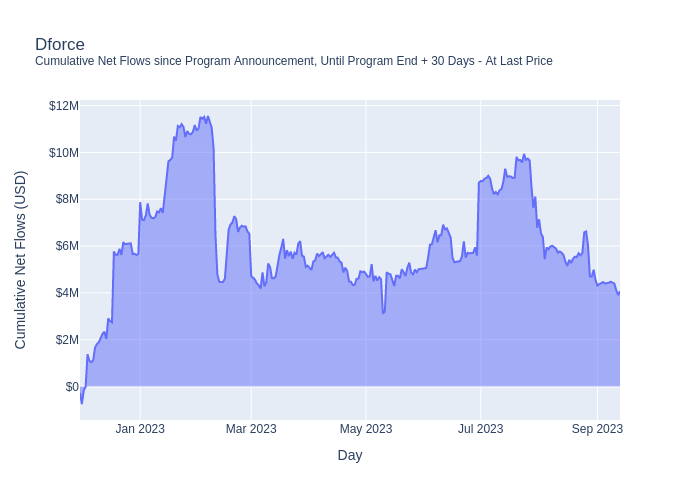 Dforce
Cumulative Net Flows since Program Announcement, Until Program End + 30 Days - At Last Price
$12M
$10M
$8M
$6M
$4M
$2M
$0
Cumulative Net Flows (USD)
Jan 2023
Mar 2023
May 2023
Jul 2023
Sep 2023
Day